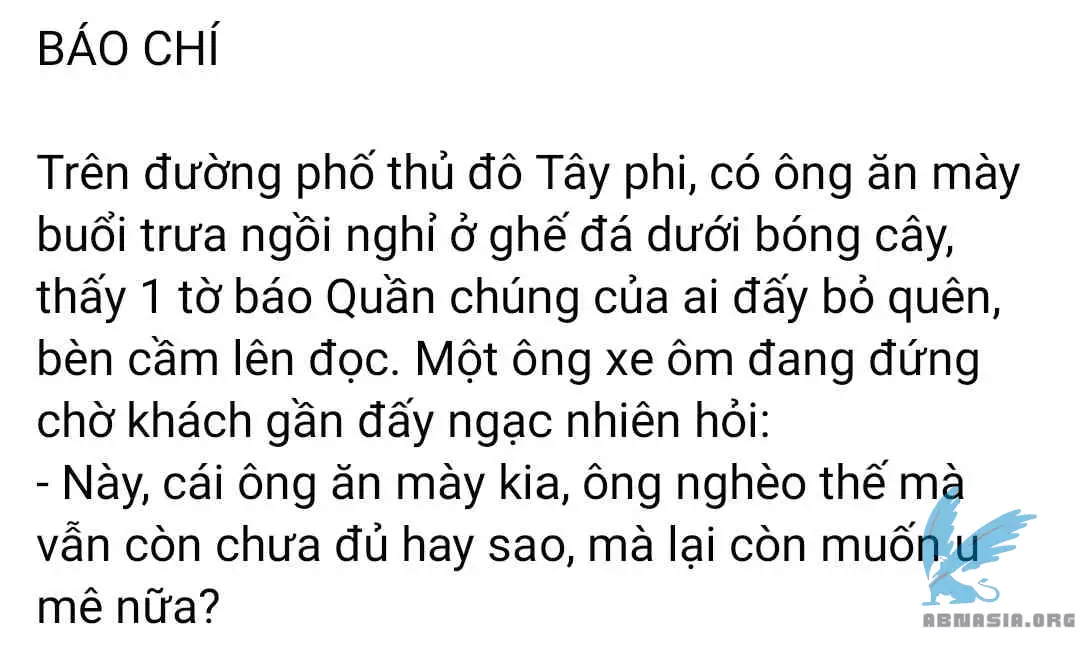 BÁO CHÍ
Trên đường phố thủ đô Tây phi, có ông ăn mày
buổi trưa ngồi nghỉ ở ghế đá dưới bóng cây,
thấy 1 tờ báo Quần chúng của ai đấy bỏ quên,
bèn cầm lên đọc. Một ông xe ôm đang đứng
chờ khách gần đấy ngạc nhiên hỏi:
- Này, cái ông ăn mày kia, ông nghèo thế mà
vẫn còn chưa đủ hay sao, mà lại còn muốn u
mê nữa?
ABNASIA.ORG